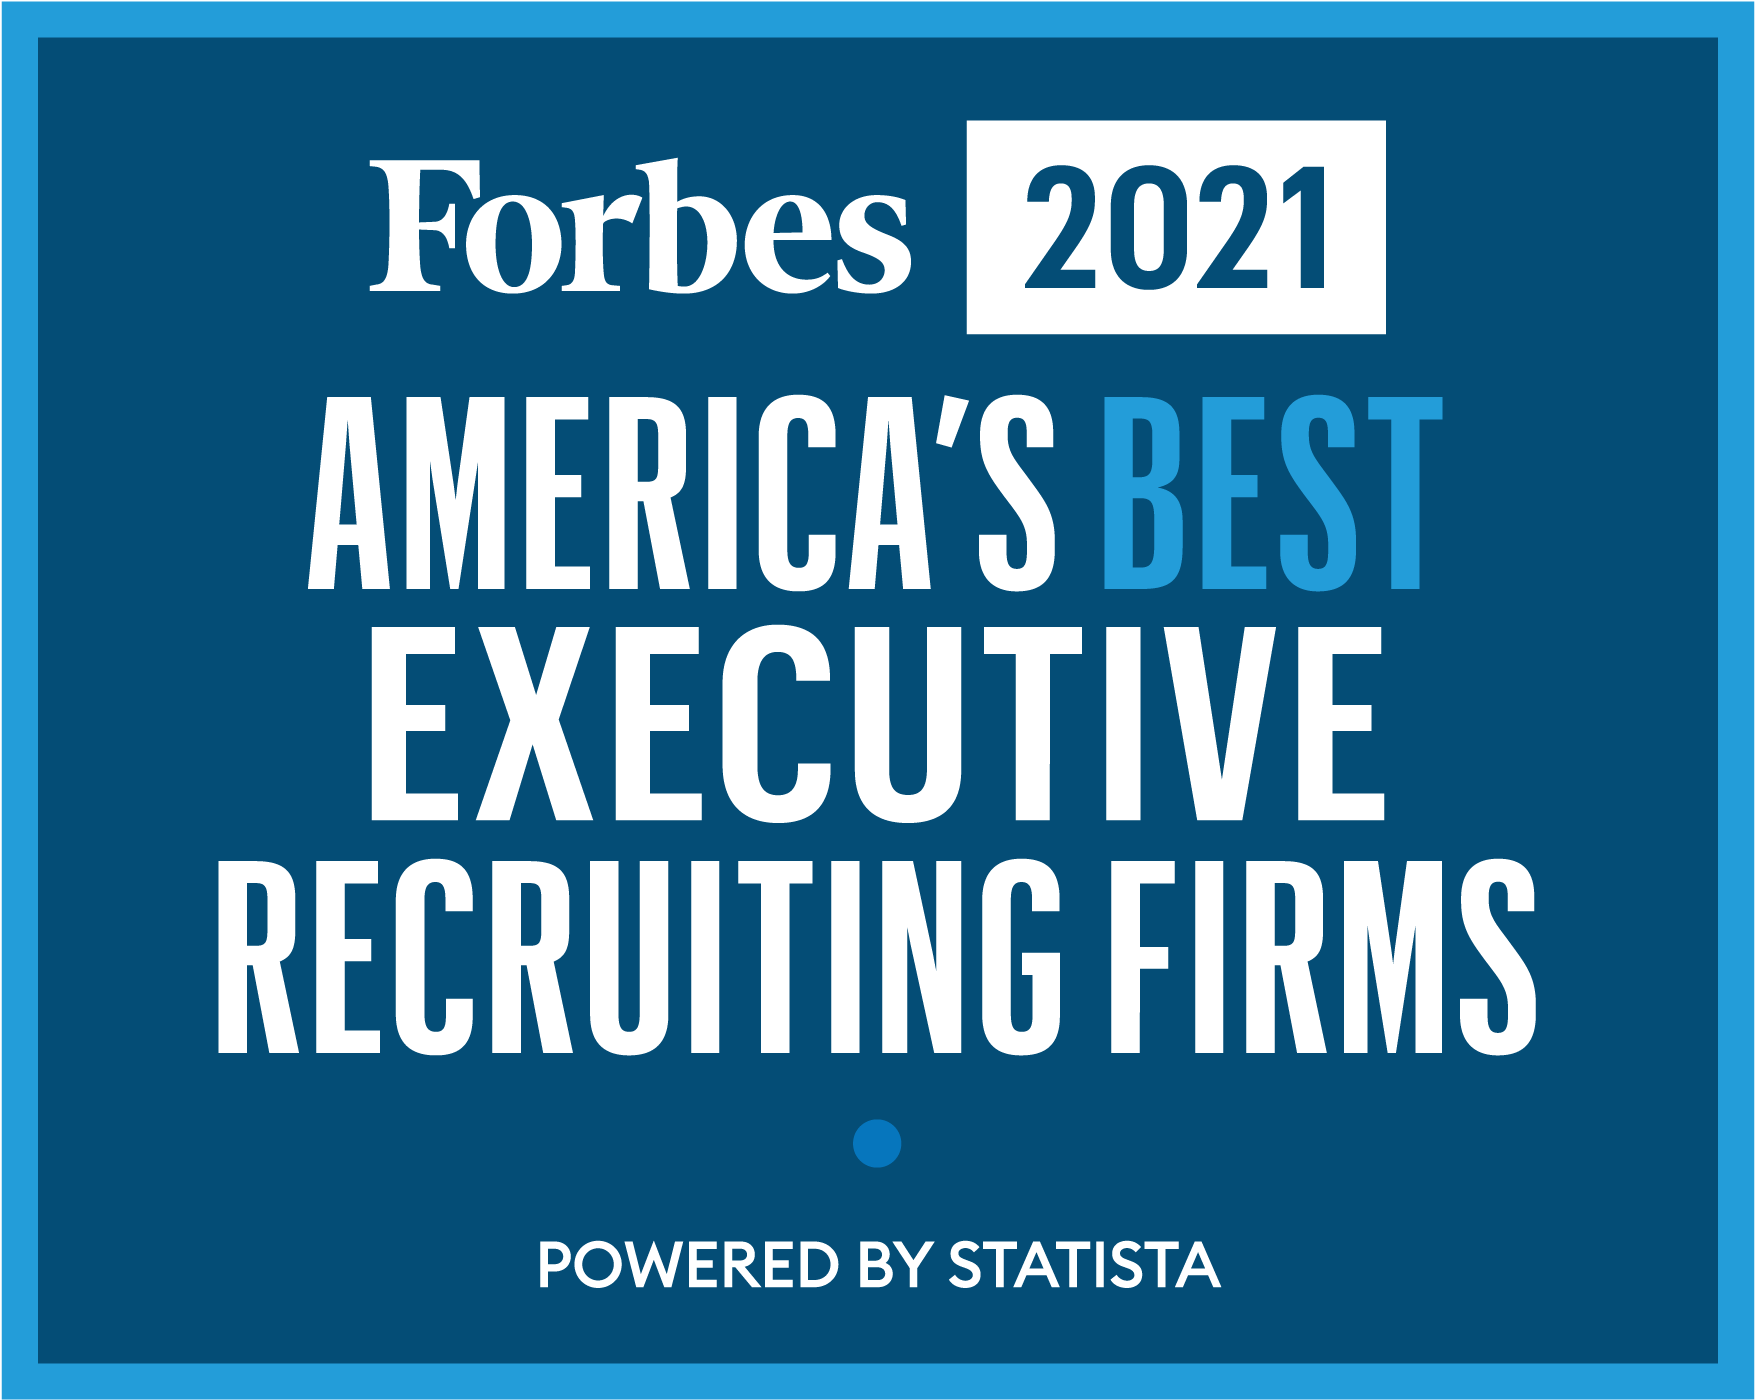 Forbes 2021
AMERICA'S BEST
EXECUTIVE
RECRUITING FIRMS
POWERED BY STATISTA